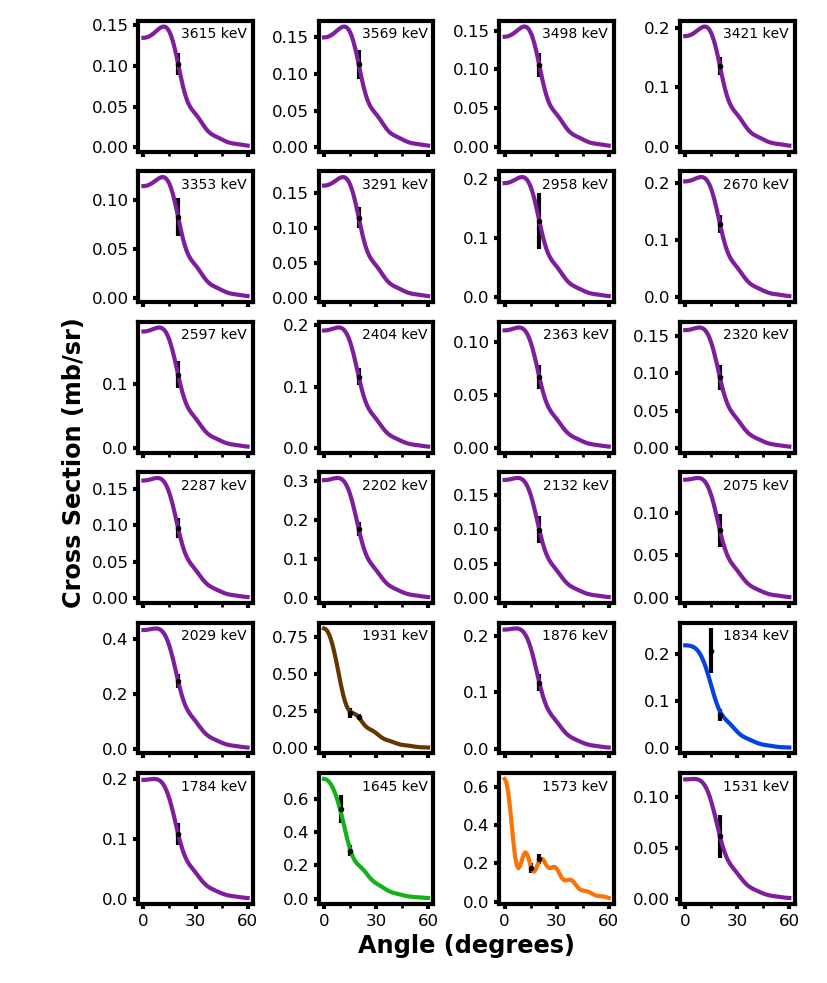 0.15
0.10
0.05
0.00
3615 keV
0.15
0.10
0.05
0.00
3569 keV
0.15
0.10
0.05
0.00
3498 keV
0.2
0.1
0.0
3421 keV
0.10
0.05
0.00
3353 keV
0.15
0.10
0.05
0.00
3291 keV
0.2
0.1
0.0
2958 keV
0.2
0.1
0.0
2670 keV
0.1
0.0
2597 keV
0.2
0.1
0.0
2404 keV
0.10
0.05
0.00
2363 keV
0.15
0.10
0.05
0.00
2320 keV
Cross Section (mb/sr)
0.15
0.10
0.05
0.00
2287 keV
0.3
0.2
0.1
0.0
2202 keV
0.15
0.10
0.05
0.00
2132 keV
0.10
0.05
0.00
2075 keV
0.4
0.2
0.0
2029 keV
0.75
0.50
0.25
0.00
1931 keV
0.2
0.1
0.0
1876 keV
0.2
0.1
0.0
1834 keV
0.2
0.1
0.0
1784 keV
0.6
0.4
0.2
0.0
1645 keV
0.6
0.4
0.2
0.0
1573 keV
0.10
0.05
0.00
1531 keV
0 30 60
0 30 60
0 30 60
0 30 60
Angle (degrees)